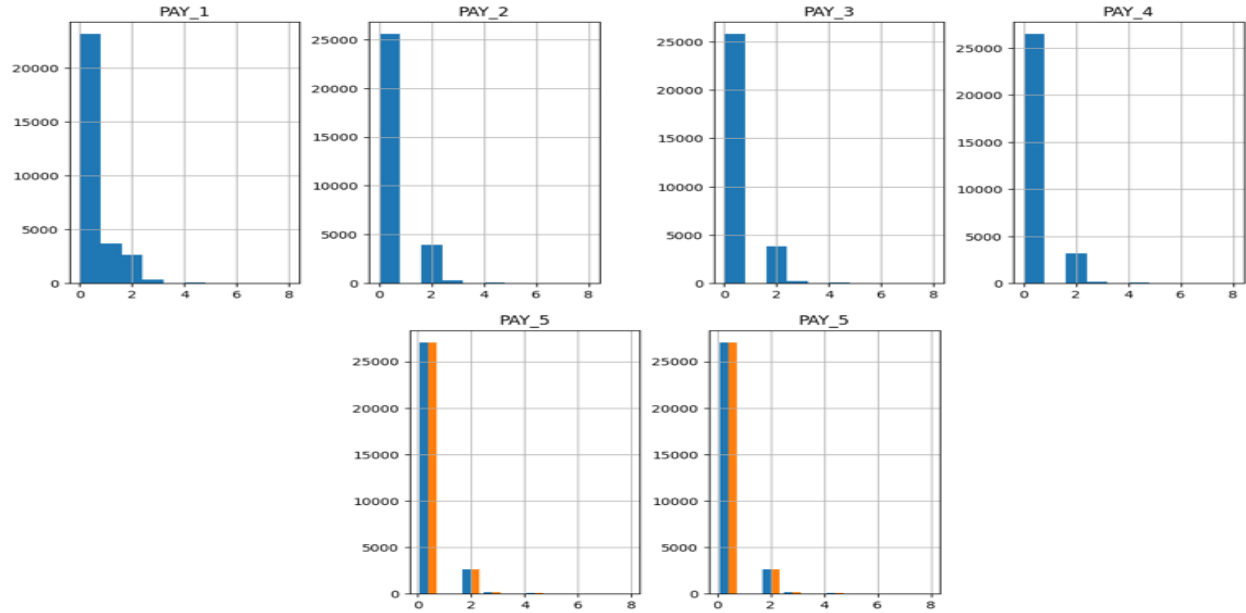 PAY_1 PAY_2 PAY_3 PAY_4
20000 25000 25000 25000
15000 20000 20000 20000
10000 15000 15000 15000
5000 10000 10000 10000
0 5000 5000 5000
0 0 0
0 2 4 6 8 0 2 4 6 8 0 2 4 6 8 0 2 4 6 8
PAY_5 PAY_5
25000 25000
20000 20000
15000 15000
10000 10000
5000 5000
0 0
0 2 4 6 8 0 2 4 6 8